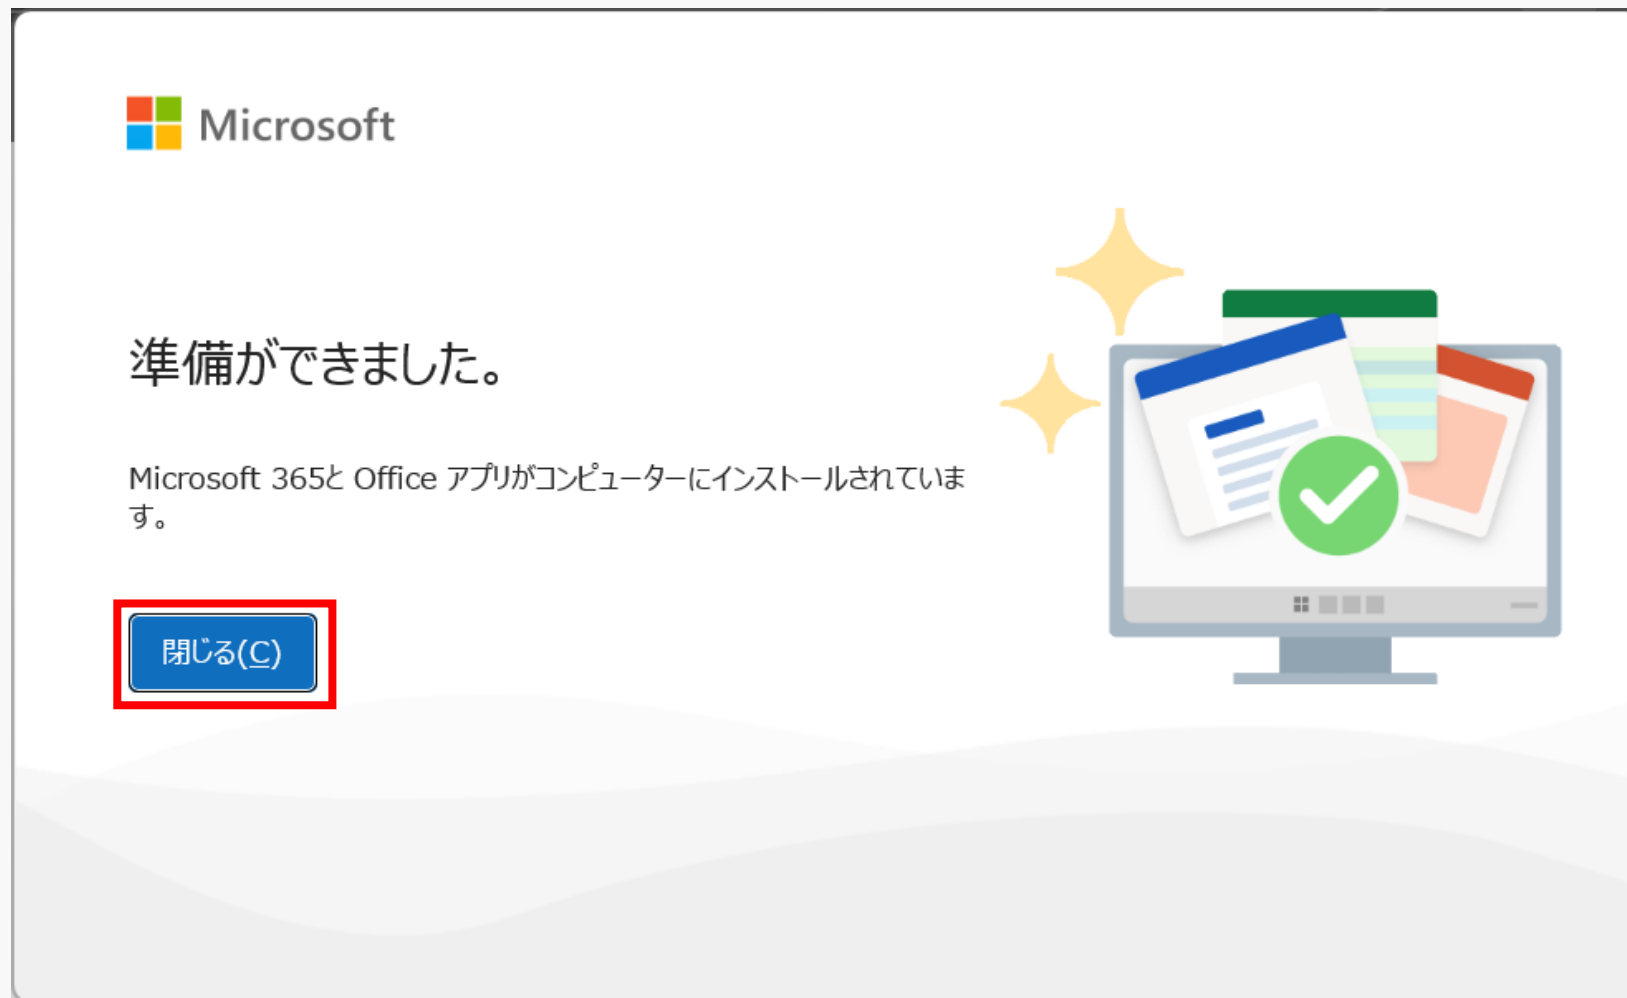 Microsoft
準備ができました。
Microsoft 365と Office アプリがコンピューターにインストールされていま
す。
閉じる(C)